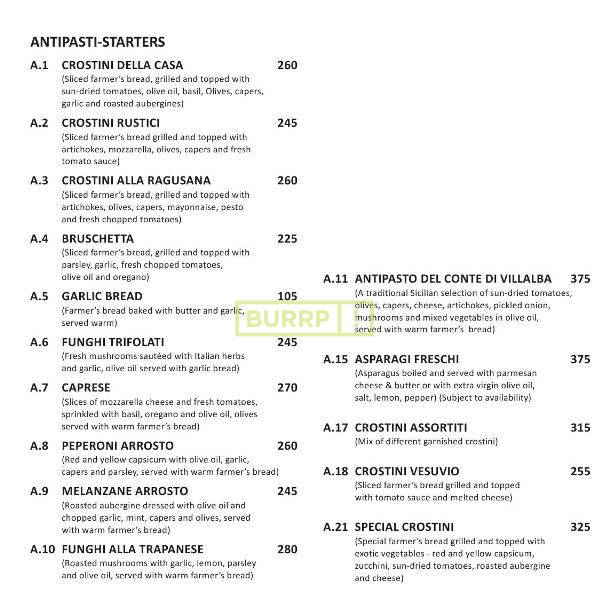 ANTIPASTI-STARTERS
A.1 CROSTINI DELLA CASA 260
(Sliced farmer's bread, grilled and topped with
sun-dried tomatoes, olive oil, basil, Olives, capers,
garlic and roasted aubergines)
A.2 CROSTINI RUSTICI 245
(Sliced farmer's bread grilled and topped with
artichokes, mozzarella, olives, capers and fresh
tomato sauce)
A.3 CROSTINI ALLA RAGUSANA 260
(Sliced farmer's bread, grilled and topped with
artichokes, olives, capers, mayonnaise, pesto
and fresh chopped tomatoes)
A.4 BRUSCHETTA 225
(Sliced farmer's bread, grilled and topped with
parsley, garlic, fresh chopped tomatoes,
olive oil and oregano)
A.5 GARLIC BREAD 105
(Farmer's bread baked with butter and garlic,
served warm)
A.6 FUNGHI TRIFOLATI 245
(Fresh mushrooms sautéed with Italian herbs
and garlic, olive oil served with garlic bread)
A.7 CAPRESE 270
(Slices of mozzarella cheese and fresh tomatoes,
sprinkled with basil, oregano and olive oil, olives
served with warm farmer's bread)
A.8 PEPERONI ARROSTO 260
(Red and yellow capsicum with olive oil, garlic,
capers and parsley, served with warm farmer's bread)
A.9 MELANZANE ARROSTO 245
(Roasted aubergine dressed with olive oil and
chopped garlic, mint, capers and olives, served
with warm farmer's bread)
A.10 FUNGHI ALLA TRAPANESE 280
(Roasted mushrooms with garlic, lemon, parsley
and olive oil, served with warm farmer's bread)
A.11 ANTIPASTO DEL CONTE DI VILLALBA 375
(A traditional Sicilian selection of sun-dried tomatoes,
olives, capers, cheese, artichokes, pickled onion,
mushrooms and mixed vegetables in olive oil,
served with warm farmer's bread)
A.15 ASPARAGI FRESCHI 375
(Asparagus boiled and served with parmesan
cheese & butter or with extra virgin olive oil,
salt, lemon, pepper) (Subject to availability)
A.17 CROSTINI ASSORTITI 315
(Mix of different garnished crostini)
A.18 CROSTINI VESUVIO 255
(Sliced farmer's bread grilled and topped
with tomato sauce and melted cheese)
A.21 SPECIAL CROSTINI 325
(Special farmer's bread grilled and topped with
exotic vegetables - red and yellow capsicum,
zucchini, sun-dried tomatoes, roasted aubergine
and cheese)
BURRP!